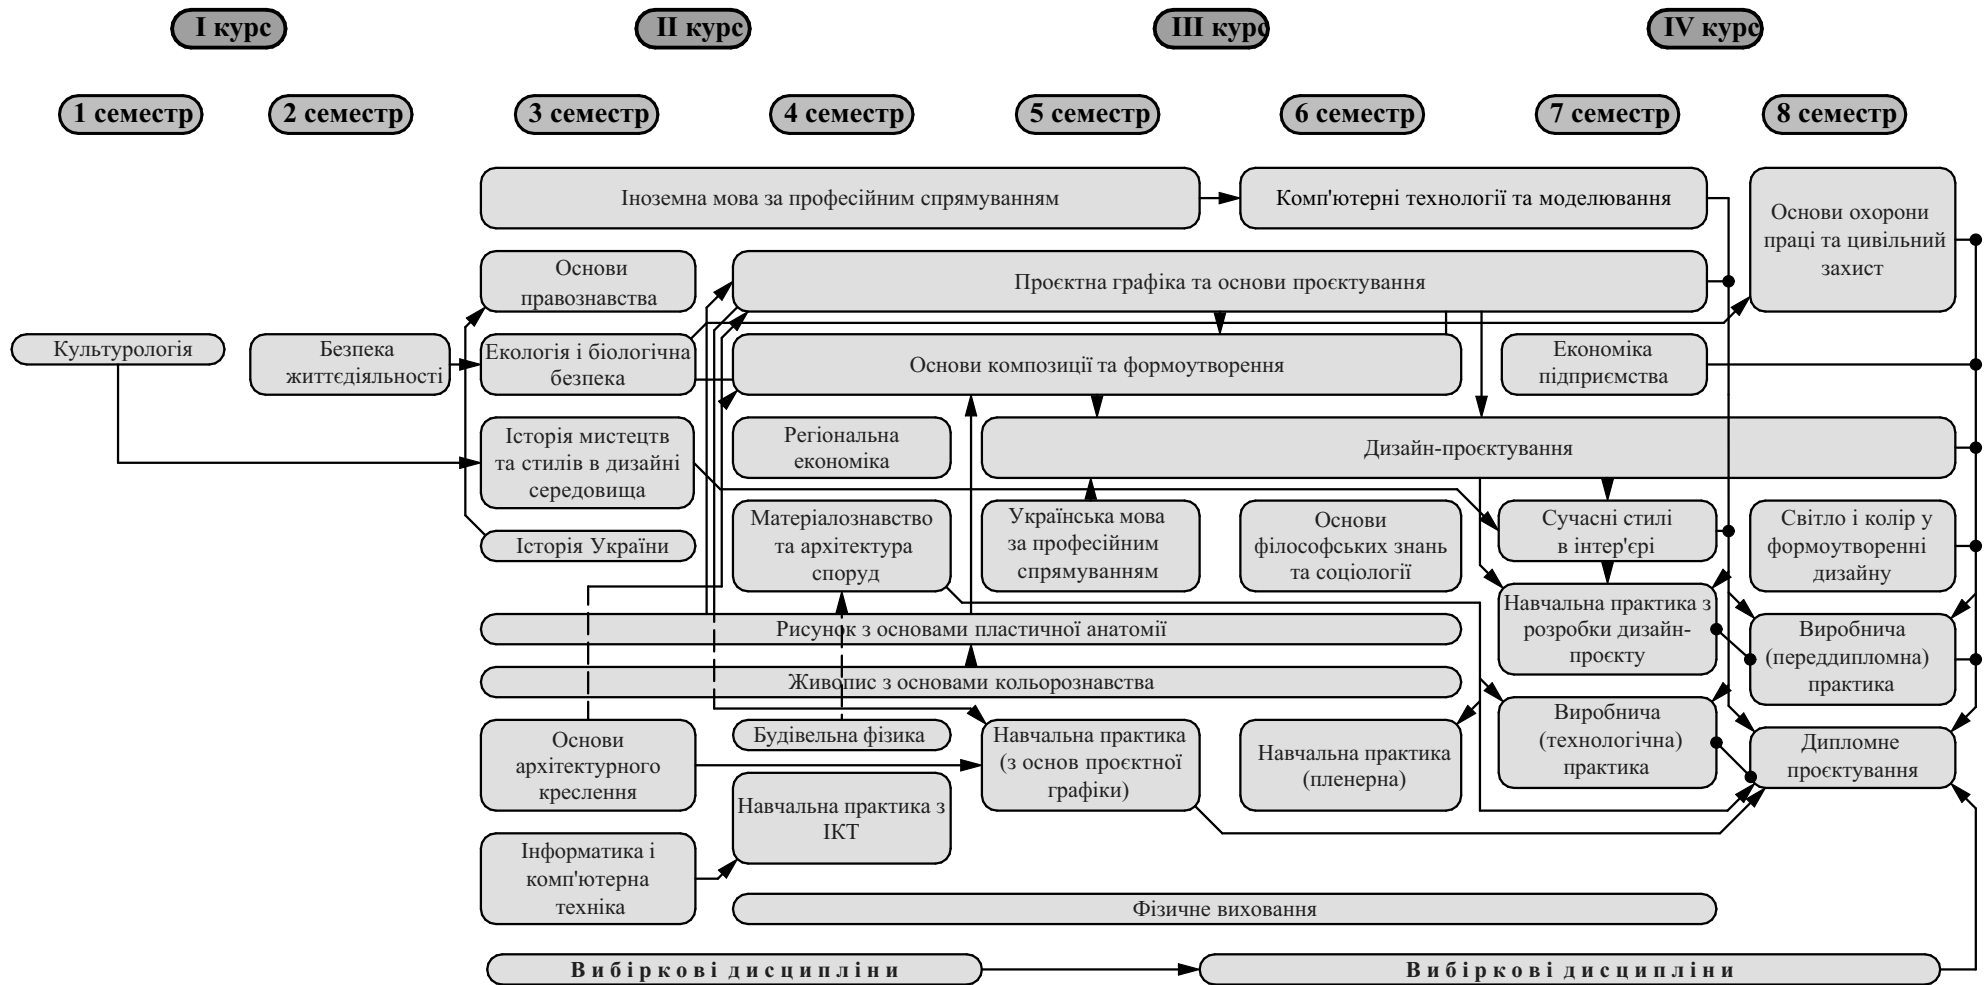 I курс
II курс
III курс
IV курс
1 семестр
2 семестр
3 семестр
4 семестр
5 семестр
6 семестр
7 семестр
8 семестр
Іноземна мова за професійним спрямуванням
Комп'ютерні технології та моделювання
Основи охорони
праці та цивільний
захист
Основи
правознавства
Проєктна графіка та основи проєктування
Культурологія
Безпека
життєдіяльності
Екологія і біологічна
безпека
Основи композиції та формоутворення
Економіка
підприємства
Історія мистецтв
та стилів в дизайні
середовища
Регіональна
економіка
Дизайн-проєктування
Історія України
Матеріалознавство
та архітектура
споруд
Українська мова
за професійним
спрямуванням
Основи
філософських знань
та соціології
Сучасні стилі
в інтер'єрі
Світло і колір у
формоутворенні
дизайну
Рисунок з основами пластичної анатомії
Навчальна практика з
розробки дизайн-
проєкту
Виробнича
(переддипломна)
практика
Живопис з основами кольорознавства
Основи
архітектурного
креслення
Будівельна фізика
Навчальна практика
(з основ проєктної
графіки)
Навчальна практика
(пленерна)
Виробнича
(технологічна)
практика
Дипломне
проєктування
Навчальна практика з
ІКТ
Інформатика і
комп'ютерна
техніка
Фізичне виховання
Вибіркові дисципліни
Вибіркові дисципліни